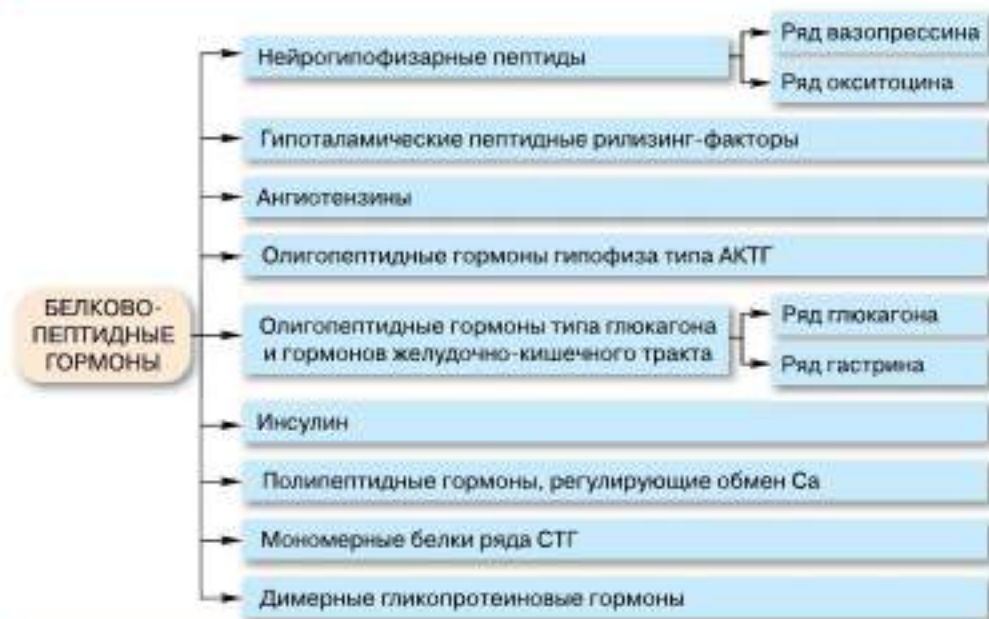 БЕЛКОВО-
ПЕПТИДНЫЕ
ГОРМОНЫ
Нейрогипофизарные пептиды
Ряд вазопрессина
Ряд окситоцина
Гипоталамические пептидные рилизинг-факторы
Ангиотензины
Олигопептидные гормоны гипофиза типа АКТГ
Олигопептидные гормоны типа глюкагона
и гормонов желудочно-кишечного тракта
Ряд глюкагона
Ряд гастрина
Инсулин
Полипептидные гормоны, регулирующие обмен Ca
Мономерные белки ряда СТГ
Димерные гликопротеиновые гормоны